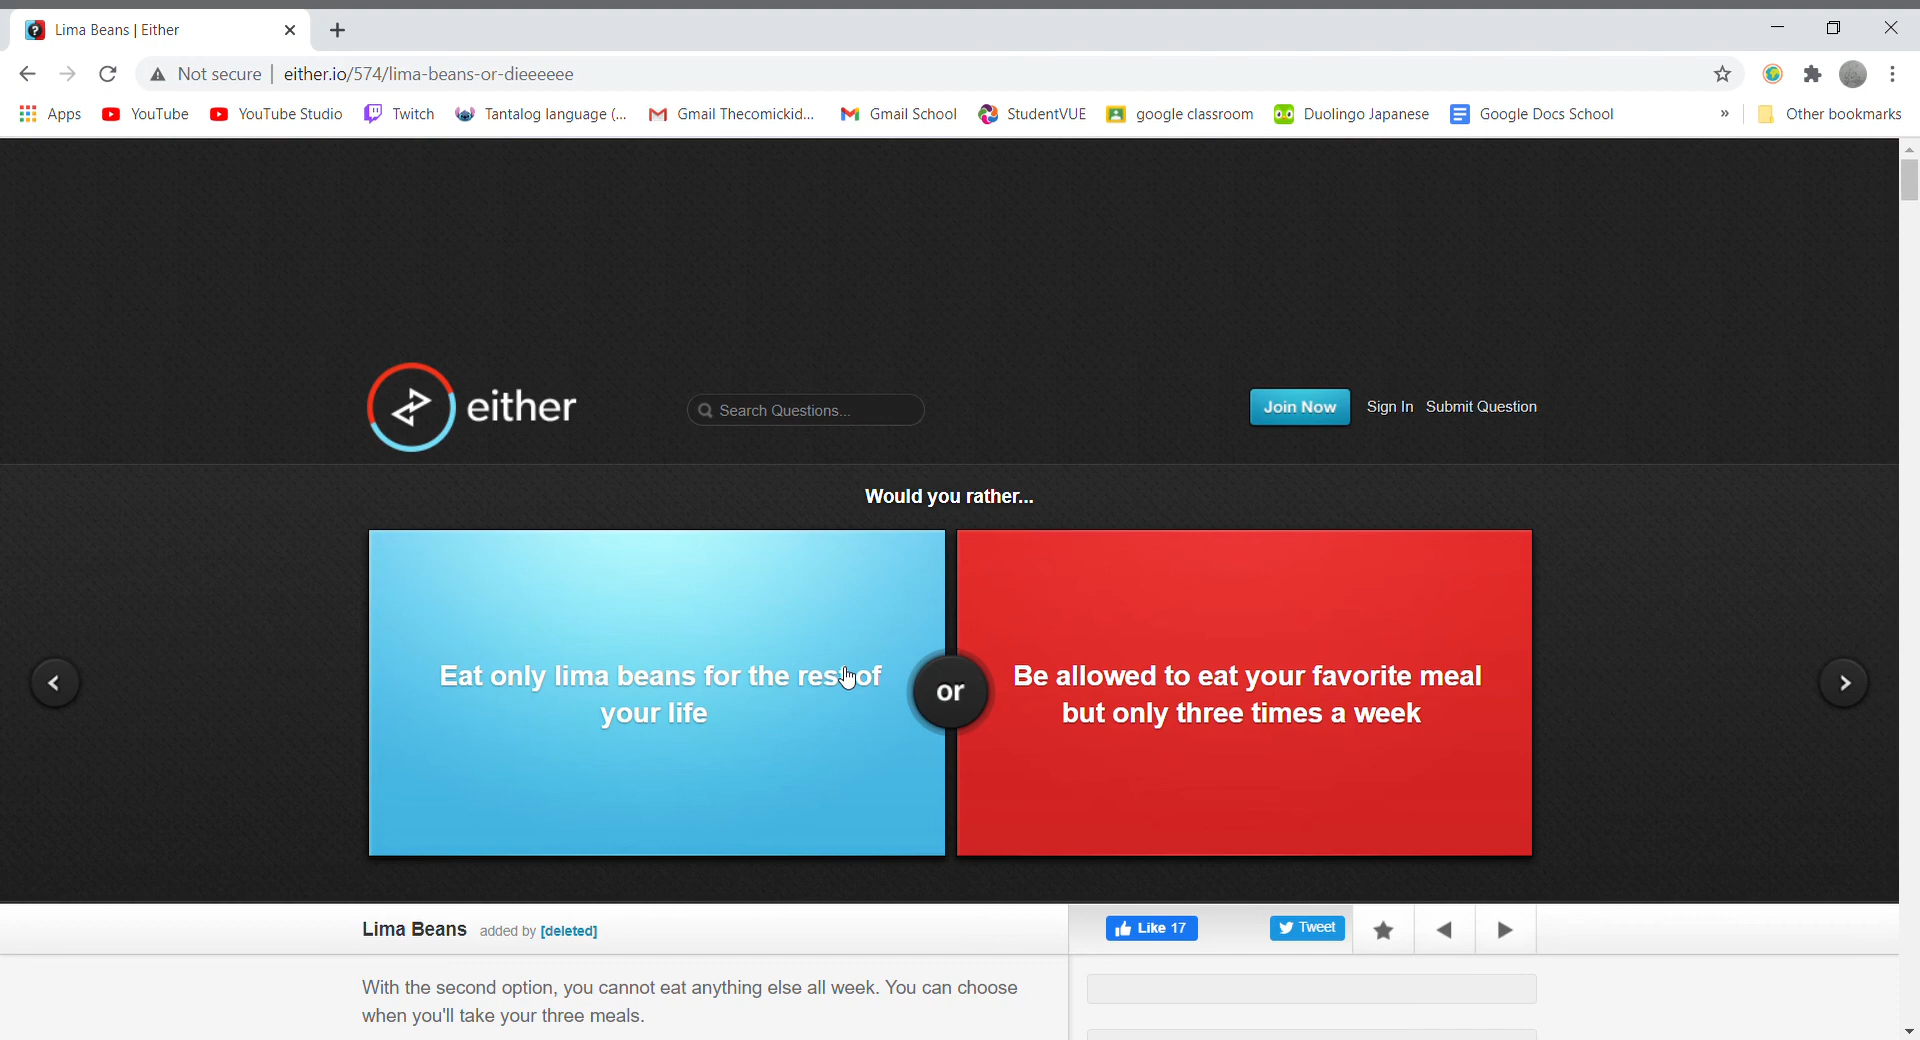 Lima Beans | Either
Not secure | either.io/574/lima-beans-or-dieeeeee
Apps YouTube YouTube Studio Twitch Tantalog language (... Gmail Thecomickid... Gmail School StudentVUE google classroom Duolingo Japanese Google Docs School » Other bookmarks
either Search Questions... Join Now Sign In Submit Question
Would you rather...
Eat only lima beans for the rest of
your life
or
Be allowed to eat your favorite meal
but only three times a week
Lima Beans added by [deleted] Like 17 Tweet
With the second option, you cannot eat anything else all week. You can choose
when you'll take your three meals.